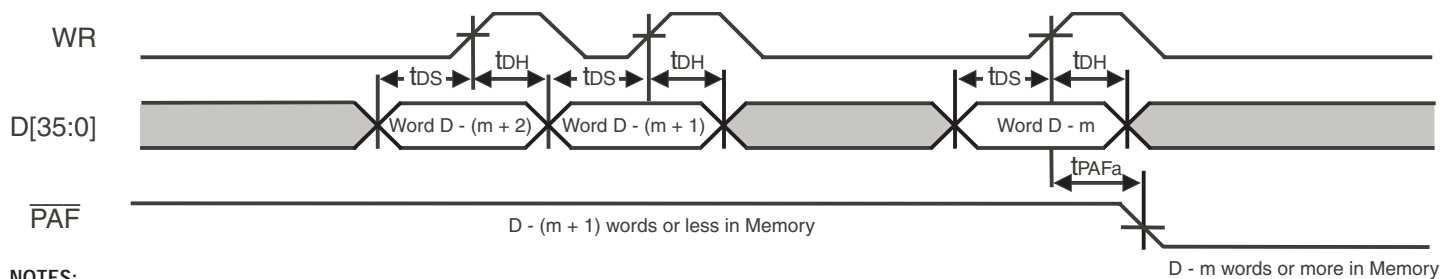 WR
tDS tDH tDS tDH tDS tDH
D[35:0] Word D - (m + 2) Word D - (m + 1) Word D - m
tPAFa
PAF
D - (m + 1) words or less in Memory
D - m words or more in Memory
NOTES: